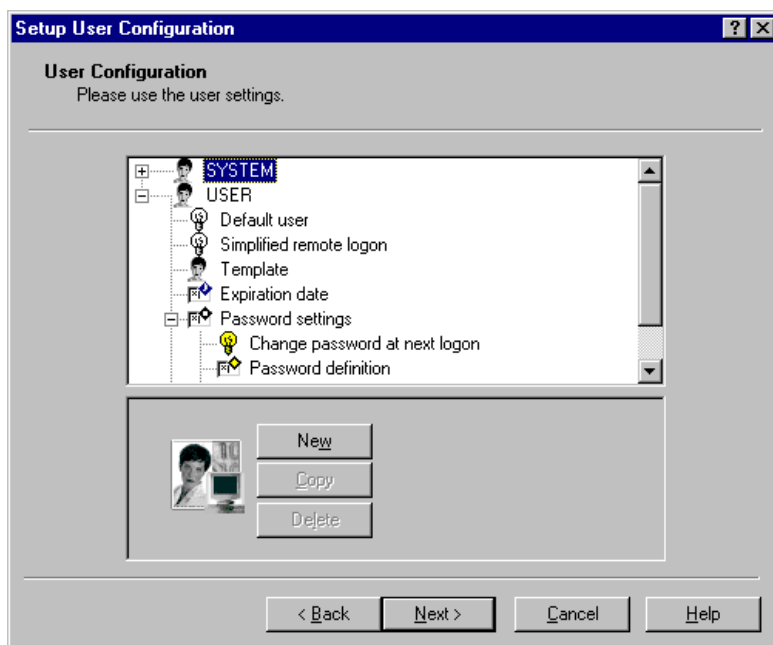 Setup User Configuration
User Configuration
Please use the user settings.
SYSTEM
USER
Default user
Simplified remote logon
Template
Expiration date
Password settings
Change password at next logon
Password definition
New
Copy
Delete
< Back
Next >
Cancel
Help